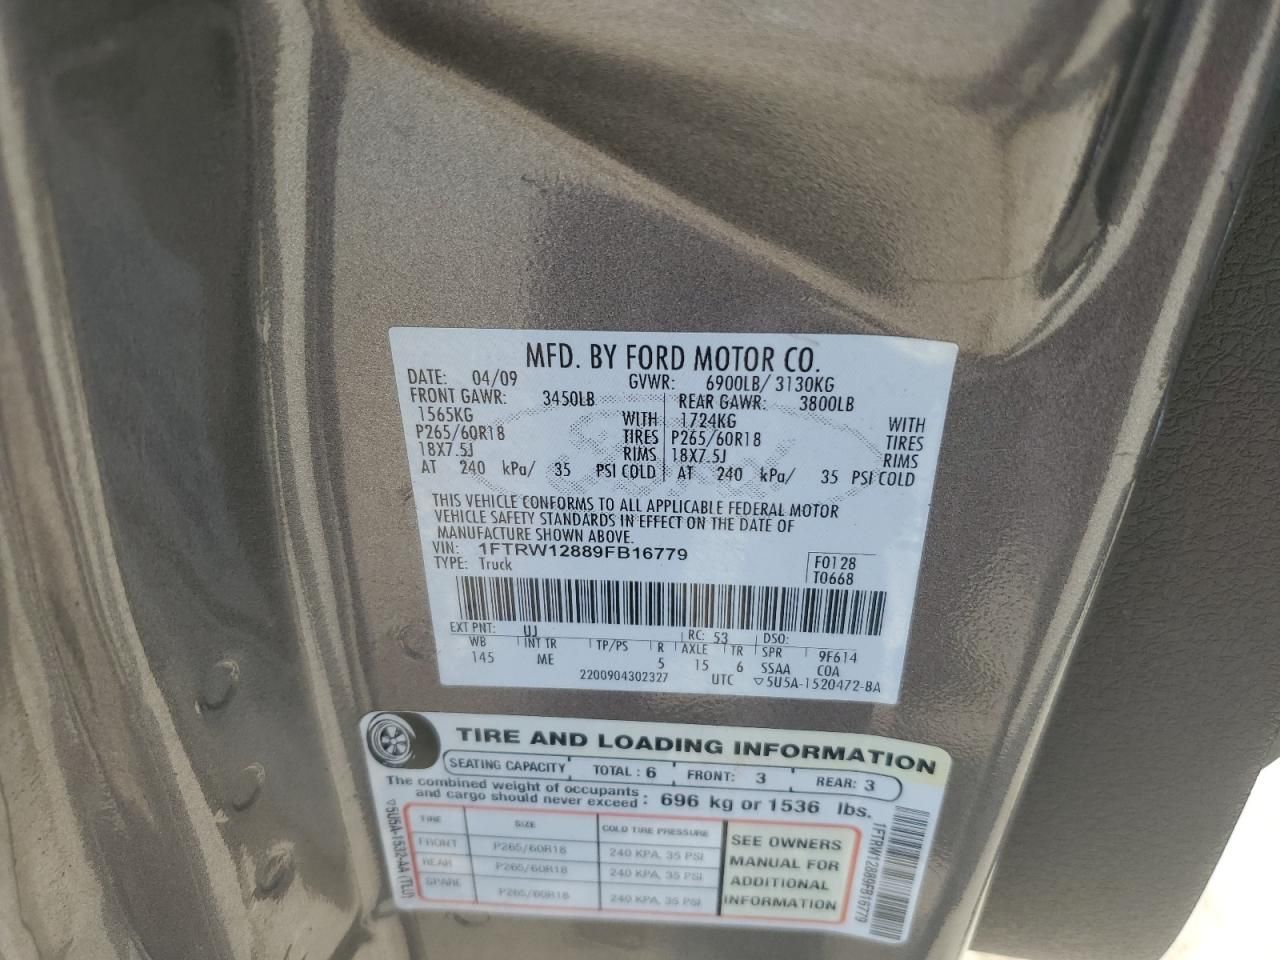 MFD. BY FORD MOTOR CO.
DATE: 04/09 GVWR: 6900LB/ 3130KG
FRONT GAWR: 3450LB REAR GAWR: 3800LB
1565KG WITH 1724KG WITH
P265/60R18 TIRES P265/60R18 TIRES
18X7.5J RIMS 18X7.5J RIMS
AT 240 kPa/ 35 PSI COLD AT 240 kPa/ 35 PSI COLD
THIS VEHICLE CONFORMS TO ALL APPLICABLE FEDERAL MOTOR
VEHICLE SAFETY STANDARDS IN EFFECT ON THE DATE OF
MANUFACTURE SHOWN ABOVE.
VIN: 1FTRW12889FB16779 F0128
TYPE: Truck T0668
EXT PNT: UJ RC: 53 DSO:
WB INT TR TP/PS R AXLE TR SPR 9F614
145 ME 5 15 6 SSAA COA
2200904302327 UTC ▽5U5A-1520472-BA
TIRE AND LOADING INFORMATION
SEATING CAPACITY TOTAL : 6 FRONT: 3 REAR: 3
The combined weight of occupants
and cargo should never exceed : 696 kg or 1536 lbs.
TIRE SIZE COLD TIRE PRESSURE
FRONT P265/60R18 240 KPA, 35 PSI
REAR P265/60R18 240 KPA, 35 PSI
SPARE P265/60R18 240 KPA, 35 PSI
SEE OWNERS
MANUAL FOR
ADDITIONAL
INFORMATION
▽5U5A-1532-AA (TLU)
1FTRW12889FB16779